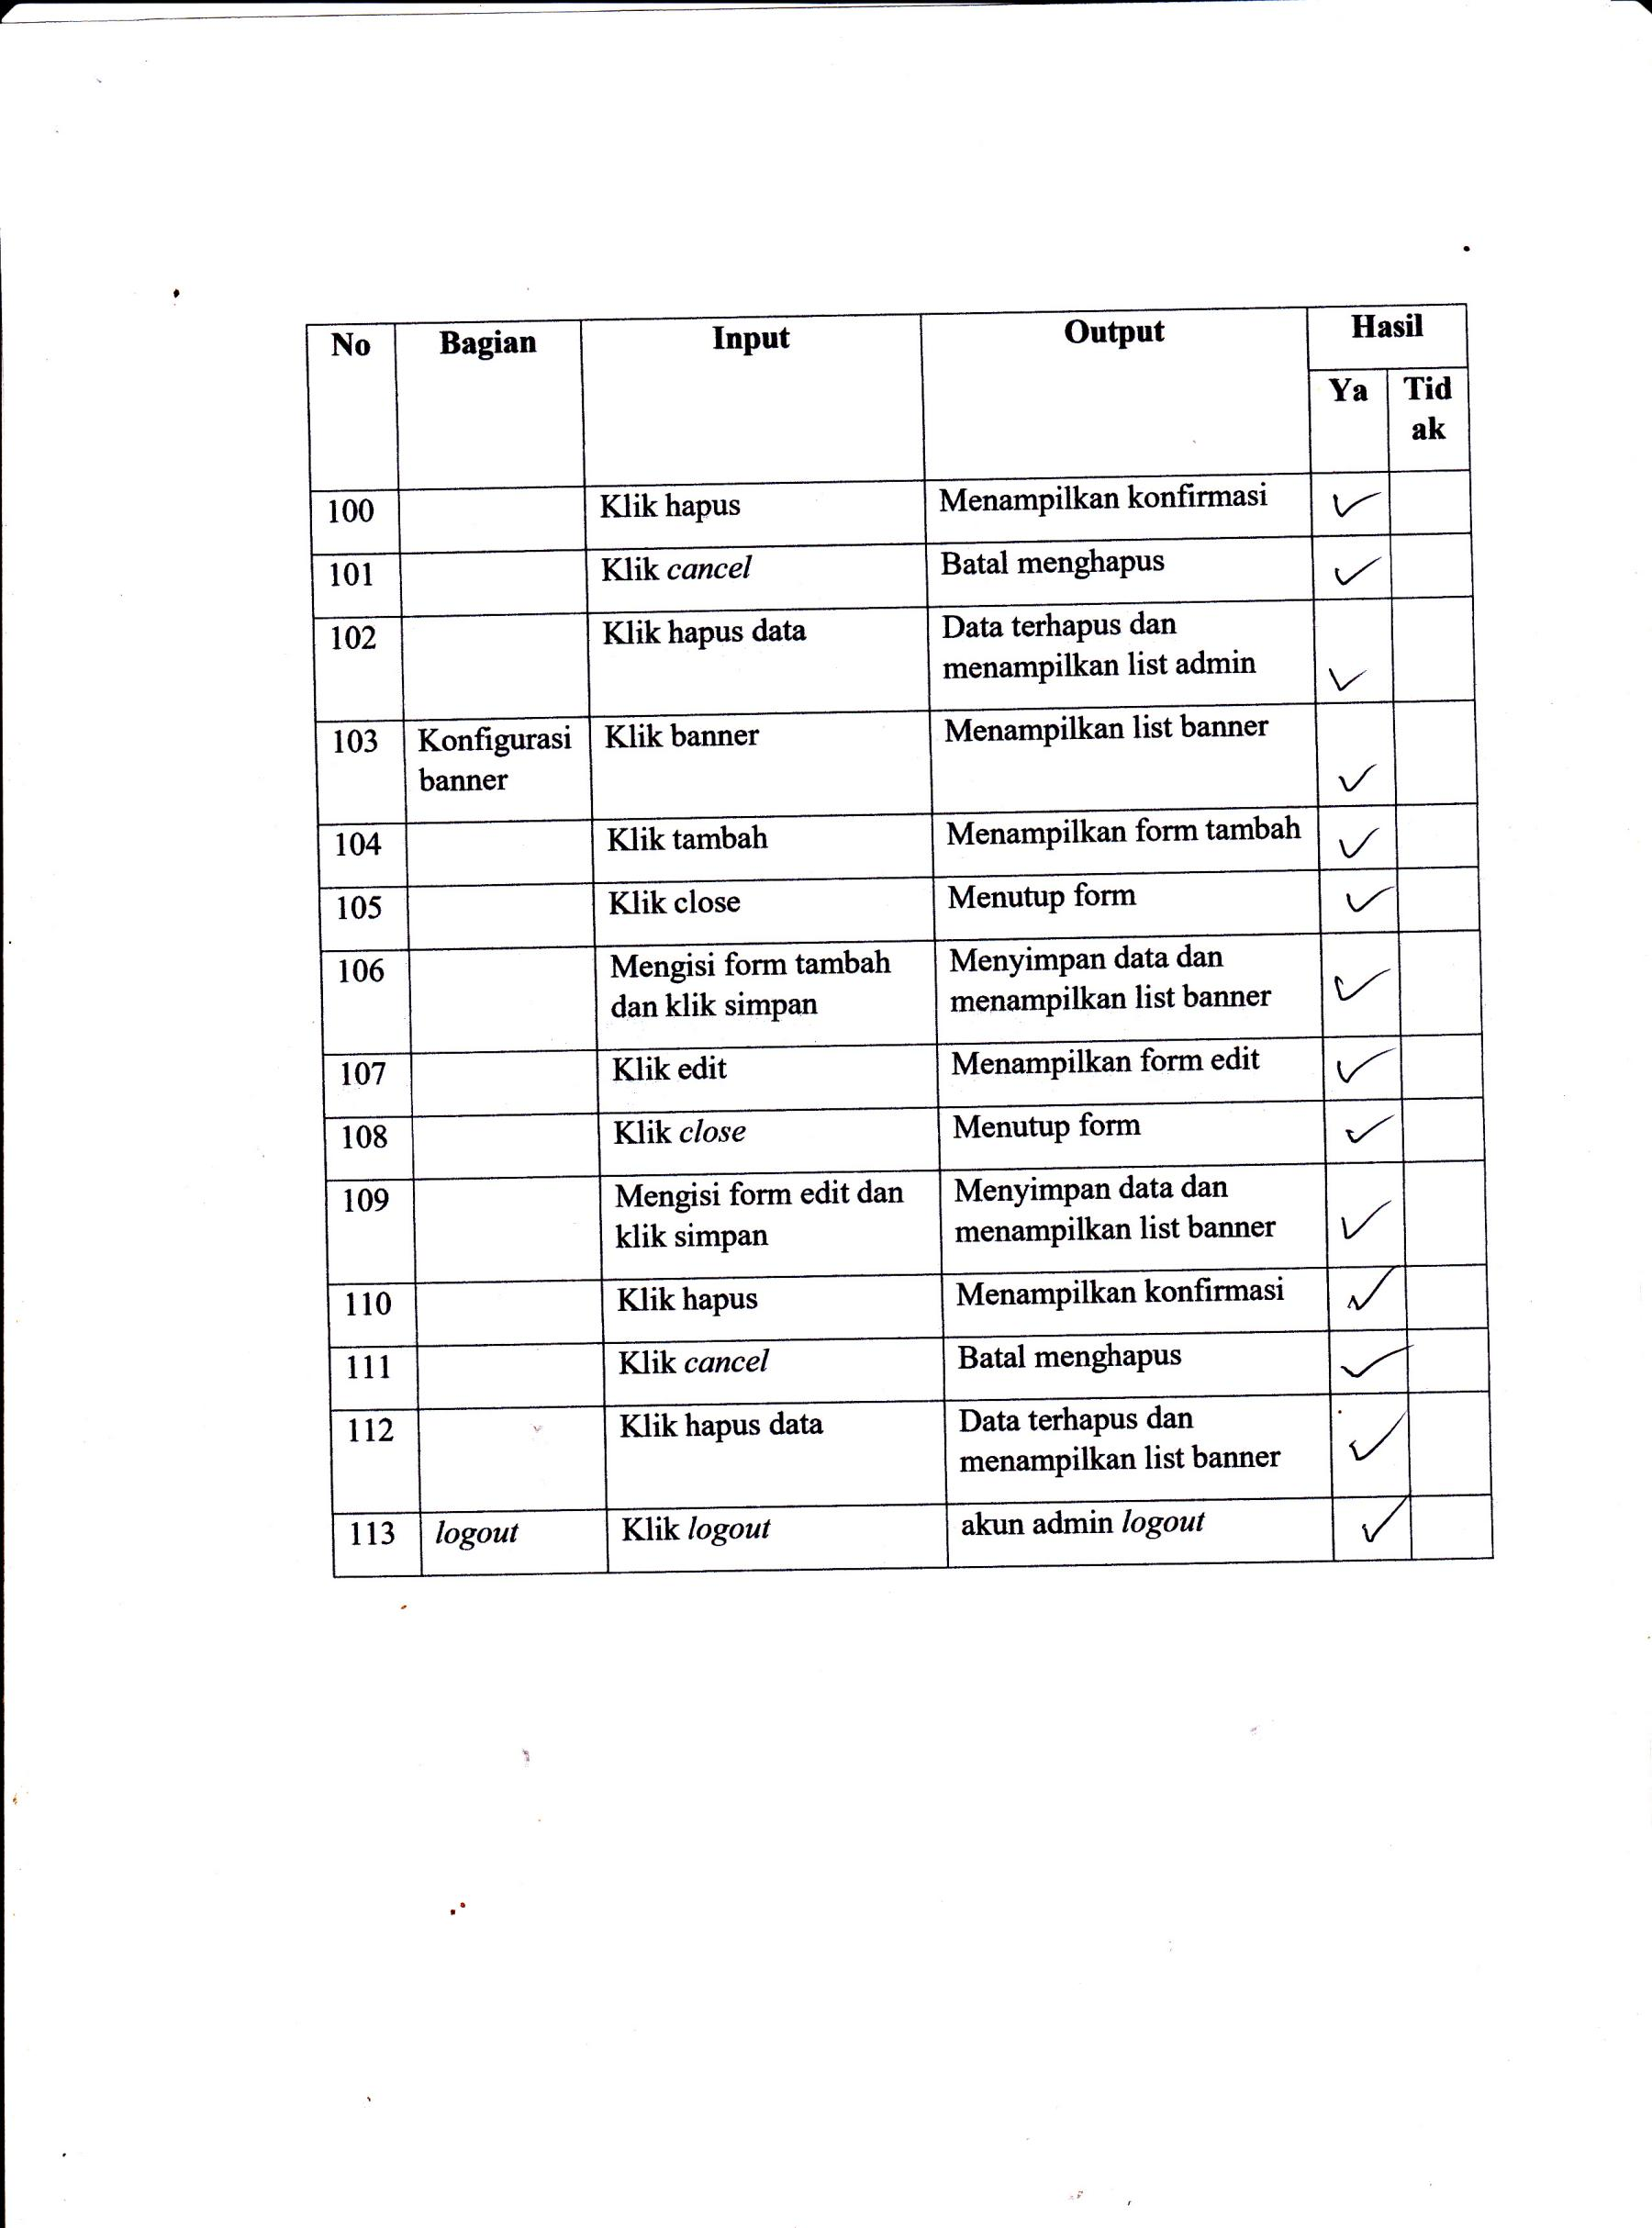 No Bagian Input Output Hasil
Ya Tid
ak
100 Klik hapus Menampilkan konfirmasi ✓
101 Klik cancel Batal menghapus ✓
102 Klik hapus data Data terhapus dan
menampilkan list admin ✓
103 Konfigurasi Klik banner Menampilkan list banner
banner ✓
104 Klik tambah Menampilkan form tambah ✓
105 Klik close Menutup form ✓
106 Mengisi form tambah Menyimpan data dan
dan klik simpan menampilkan list banner ✓
107 Klik edit Menampilkan form edit ✓
108 Klik close Menutup form ✓
109 Mengisi form edit dan Menyimpan data dan
klik simpan menampilkan list banner ✓
110 Klik hapus Menampilkan konfirmasi ✓
111 Klik cancel Batal menghapus ✓
112 Klik hapus data Data terhapus dan
menampilkan list banner ✓
113 logout Klik logout akun admin logout ✓